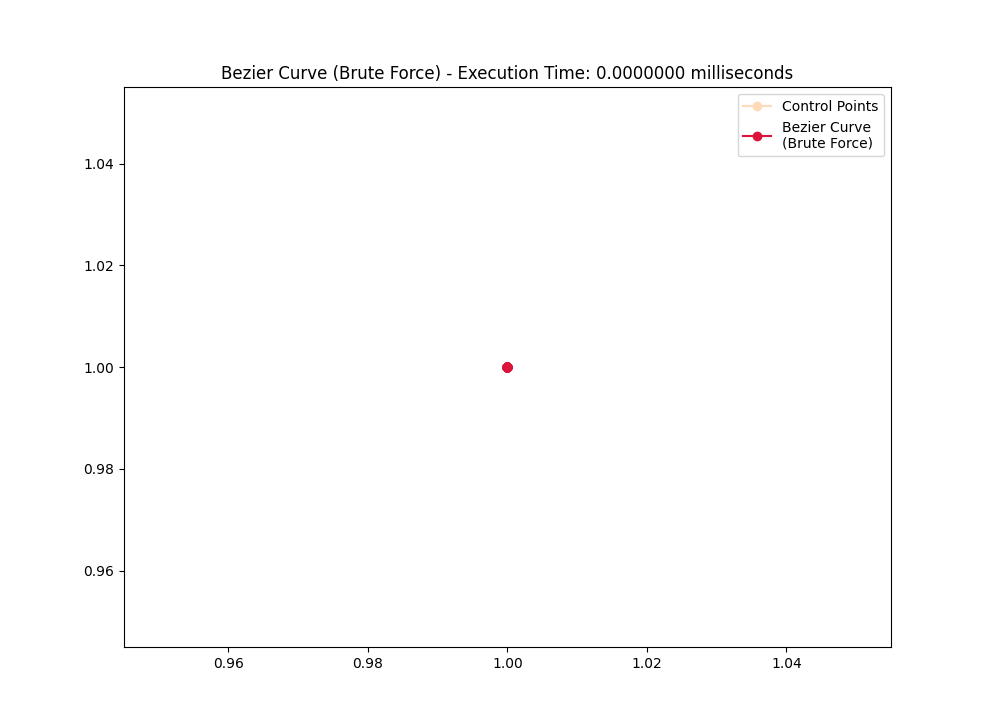 Bezier Curve (Brute Force) - Execution Time: 0.0000000 milliseconds
Control Points
Bezier Curve
(Brute Force)
1.04
1.02
1.00
0.98
0.96
0.96
0.98
1.00
1.02
1.04